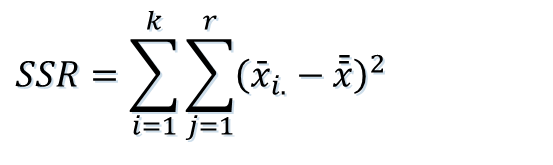 SSR = \sum_{i=1}^{k} \sum_{j=1}^{r} (\bar{x}_{i.} - \bar{\bar{x}})^2